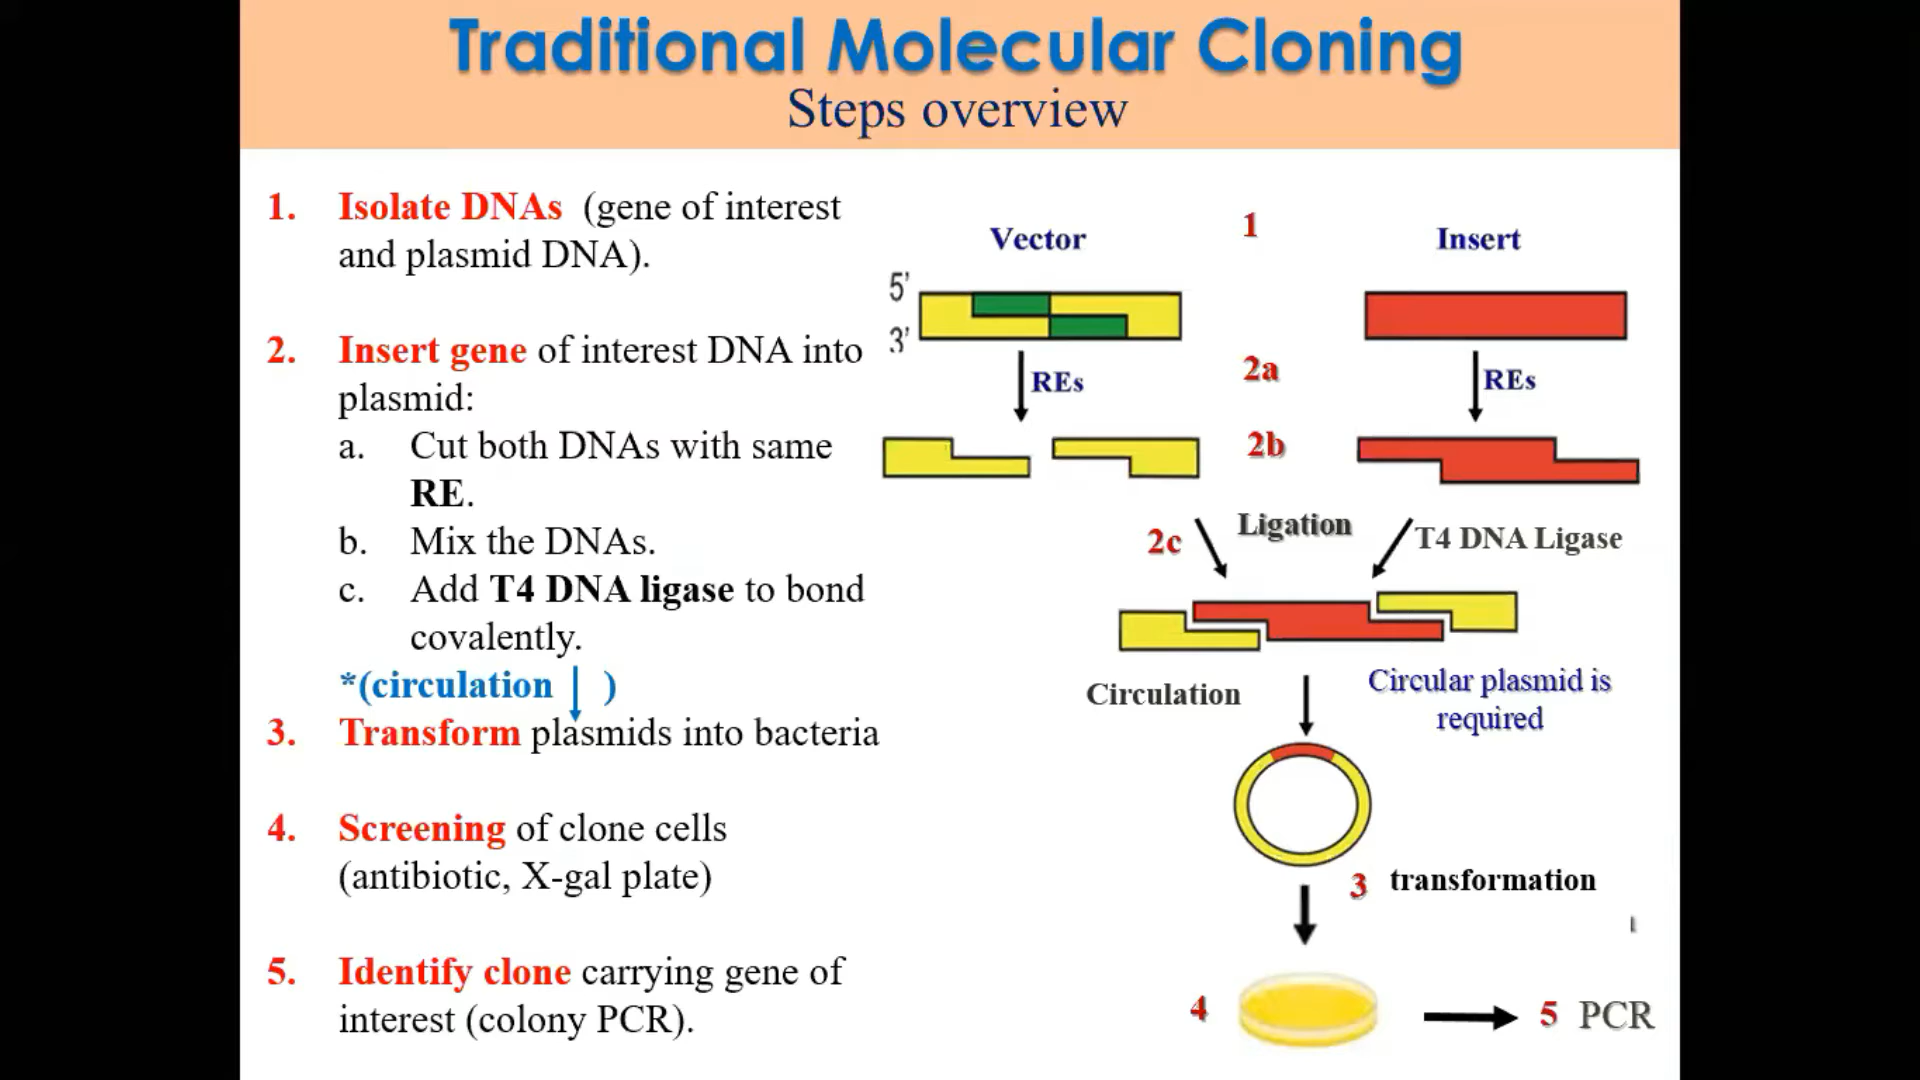 Traditional Molecular Cloning
Steps overview
1. Isolate DNAs (gene of interest
and plasmid DNA).
2. Insert gene of interest DNA into
plasmid:
a. Cut both DNAs with same
RE.
b. Mix the DNAs.
c. Add T4 DNA ligase to bond
covalently.
*(circulation )
3. Transform plasmids into bacteria
4. Screening of clone cells
(antibiotic, X-gal plate)
5. Identify clone carrying gene of
interest (colony PCR).
Vector
1
Insert
5'
3'
REs
2a
REs
2b
2c
Ligation
T4 DNA Ligase
Circulation
Circular plasmid is
required
3 transformation
4
5 PCR